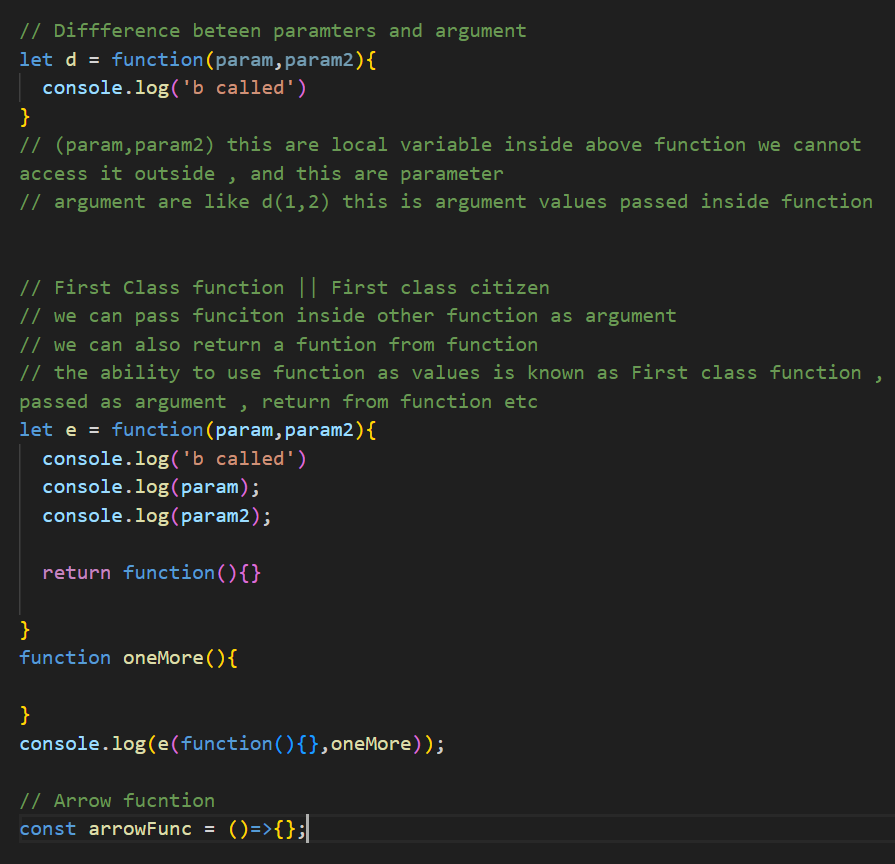 // Diffference beteen paramters and argument
let d = function(param,param2){
  console.log('b called')
}
// (param,param2) this are local variable inside above function we cannot
access it outside , and this are parameter
// argument are like d(1,2) this is argument values passed inside function
// First Class function || First class citizen
// we can pass funciton inside other function as argument
// we can also return a funtion from function
// the ability to use function as values is known as First class function ,
passed as argument , return from function etc
let e = function(param,param2){
  console.log('b called')
  console.log(param);
  console.log(param2);
  return function(){}
}
function oneMore(){
}
console.log(e(function(){},oneMore));
// Arrow fucntion
const arrowFunc = ()=>{};